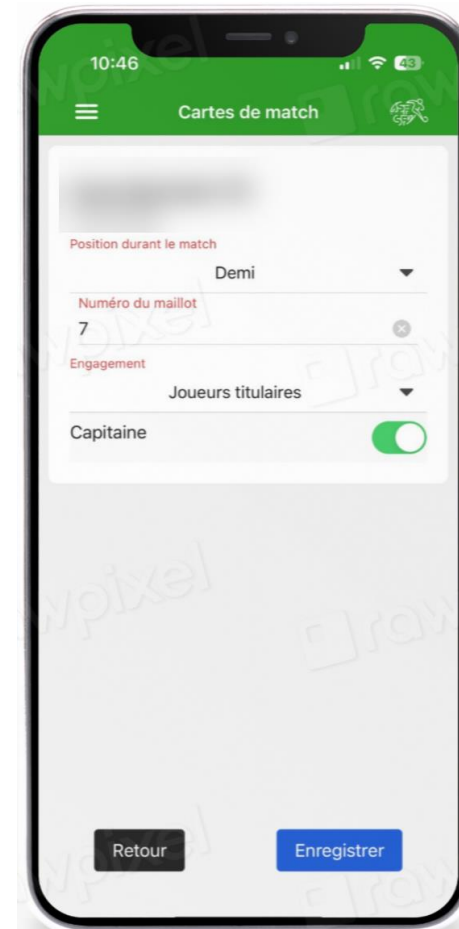 10:46
43
Cartes de match
Position durant le match
Demi
Numéro du maillot
7
Engagement
Joueurs titulaires
Capitaine
Retour
Enregistrer
rawpixel